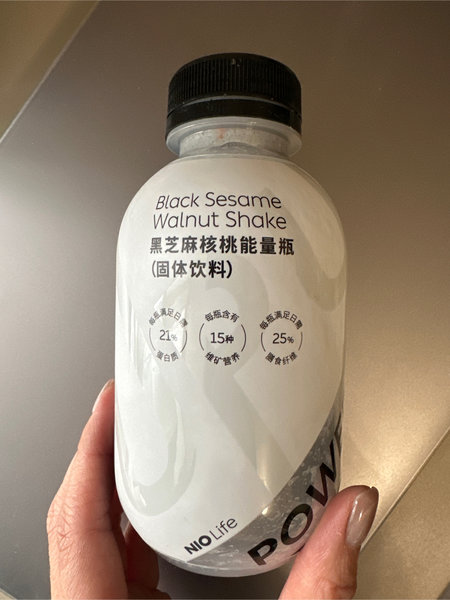 Black Sesame
Walnut Shake
黑芝麻核桃能量瓶
(固体饮料)
每瓶满足日需
21%
蛋白质
每瓶含有
15种
维矿营养
每瓶满足日需
25%
膳食纤维
NIO Life
POWE